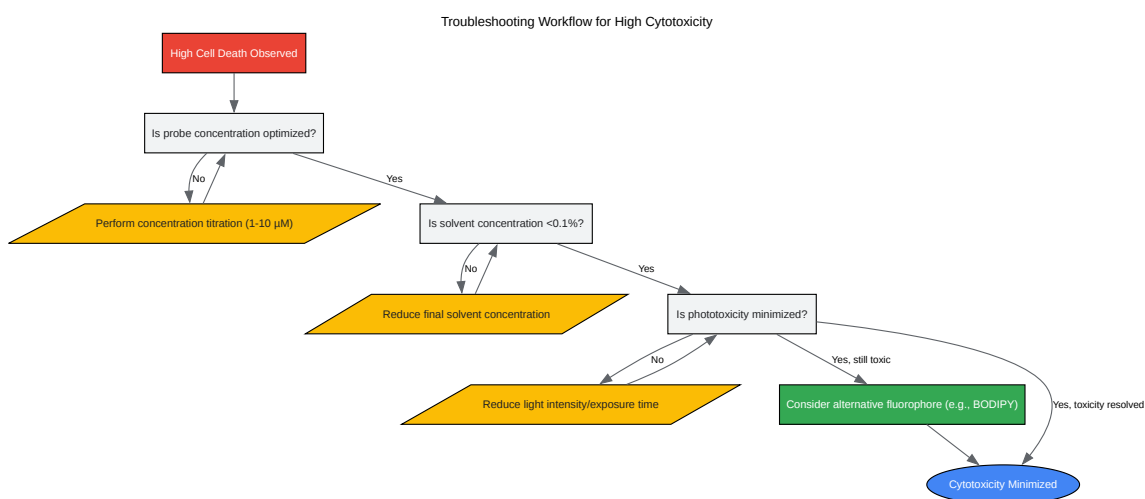 Troubleshooting Workflow for High Cytotoxicity
High Cell Death Observed
Is probe concentration optimized?
No
Yes
Perform concentration titration (1-10 µM)
Is solvent concentration <0.1%?
No
Yes
Reduce final solvent concentration
Is phototoxicity minimized?
No
Yes, still toxic
Reduce light intensity/exposure time
Consider alternative fluorophore (e.g., BODIPY)
Yes, toxicity resolved
Cytotoxicity Minimized